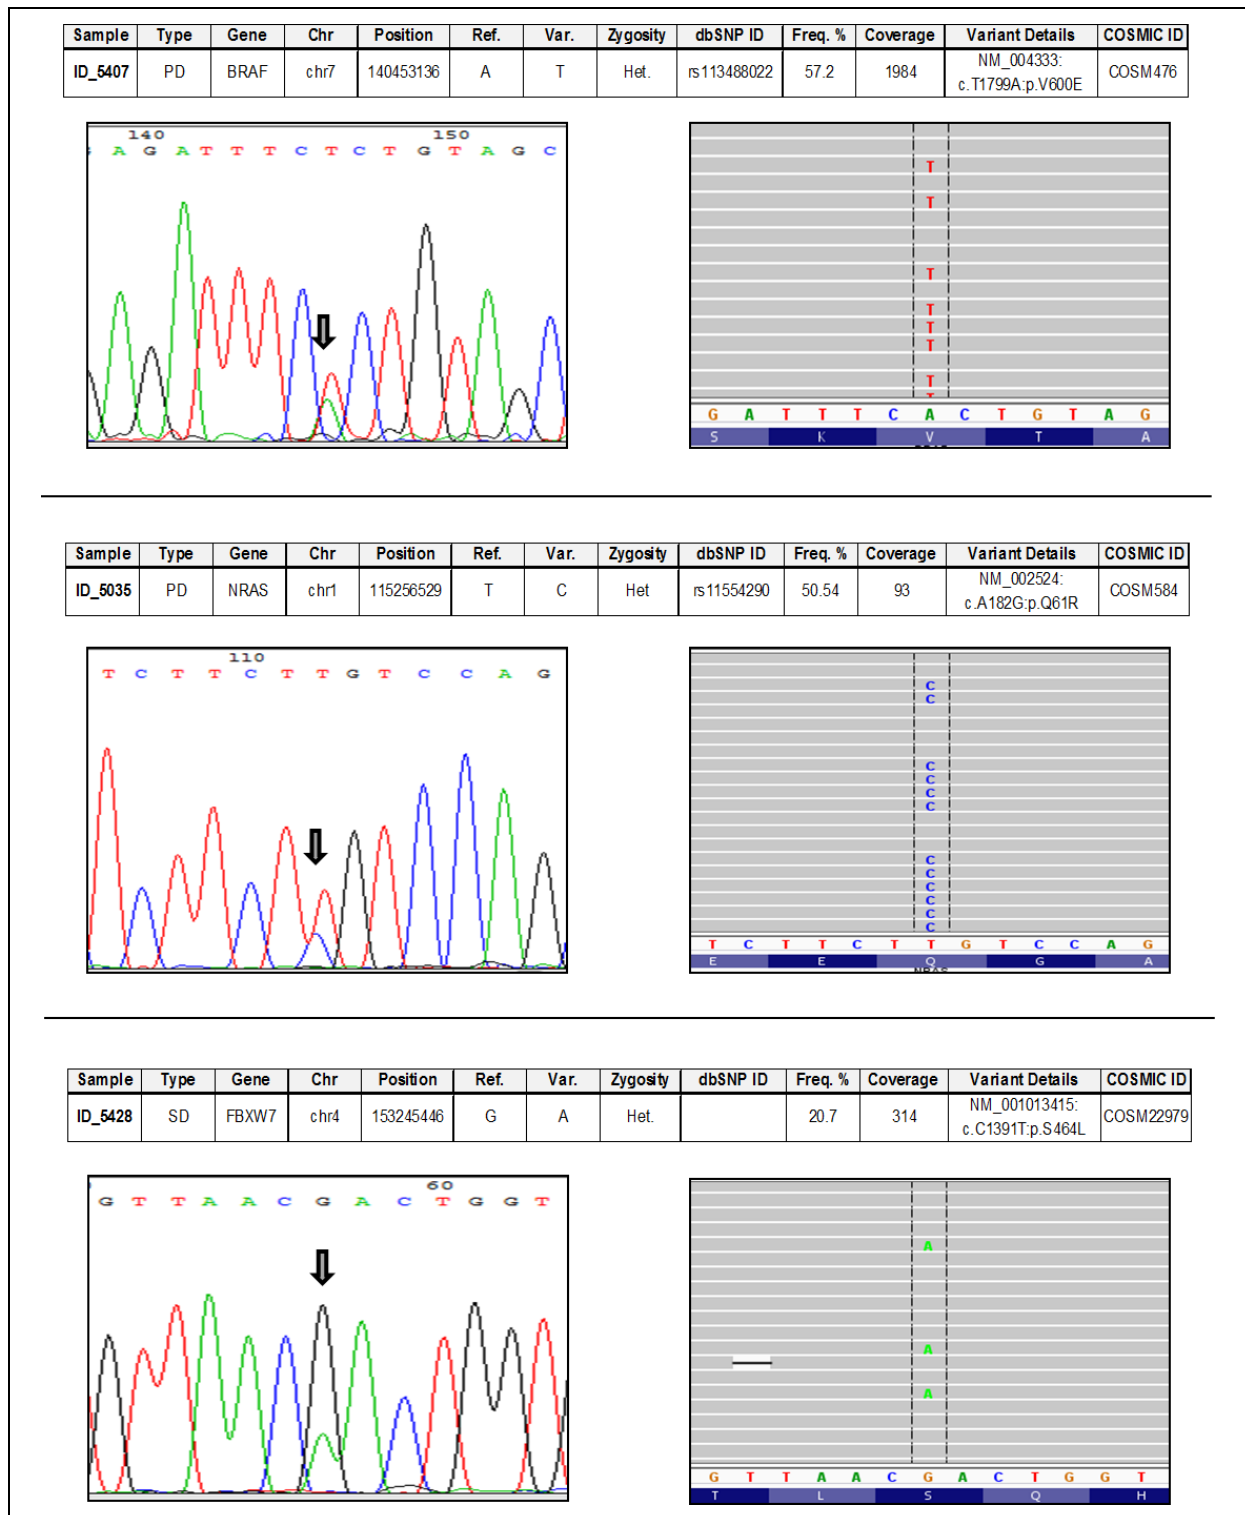 Sample Type Gene Chr Position Ref. Var. Zygosity dbSNP ID Freq. % Coverage Variant Details COSMIC ID
ID_5407 PD BRAF chr7 140453136 A T Het. rs113488022 57.2 1984 NM_004333: c.T1799A:p.V600E COSM476
140 150
A G A T T T C T C T G T A G C
T
T
T
T
T
T
T
T
G A T T T C A C T G T A G
S K V T A
Sample Type Gene Chr Position Ref. Var. Zygosity dbSNP ID Freq. % Coverage Variant Details COSMIC ID
ID_5035 PD NRAS chr1 115256529 T C Het rs11554290 50.54 93 NM_002524: c.A182G:p.Q61R COSM584
110
T C T T C T T G T C C A G
C
C
C
C
C
C
C
C
C
C
C
C
T C T T C T T G T C C A G
E E Q G A
NRAS
Sample Type Gene Chr Position Ref. Var. Zygosity dbSNP ID Freq. % Coverage Variant Details COSMIC ID
ID_5428 SD FBXW7 chr4 153245446 G A Het. 20.7 314 NM_001013415: c.C1391T:p.S464L COSM22979
60
G T T A A C G A C T G G T
A
A
A
G T T A A C G A C T G G T
T L S Q H